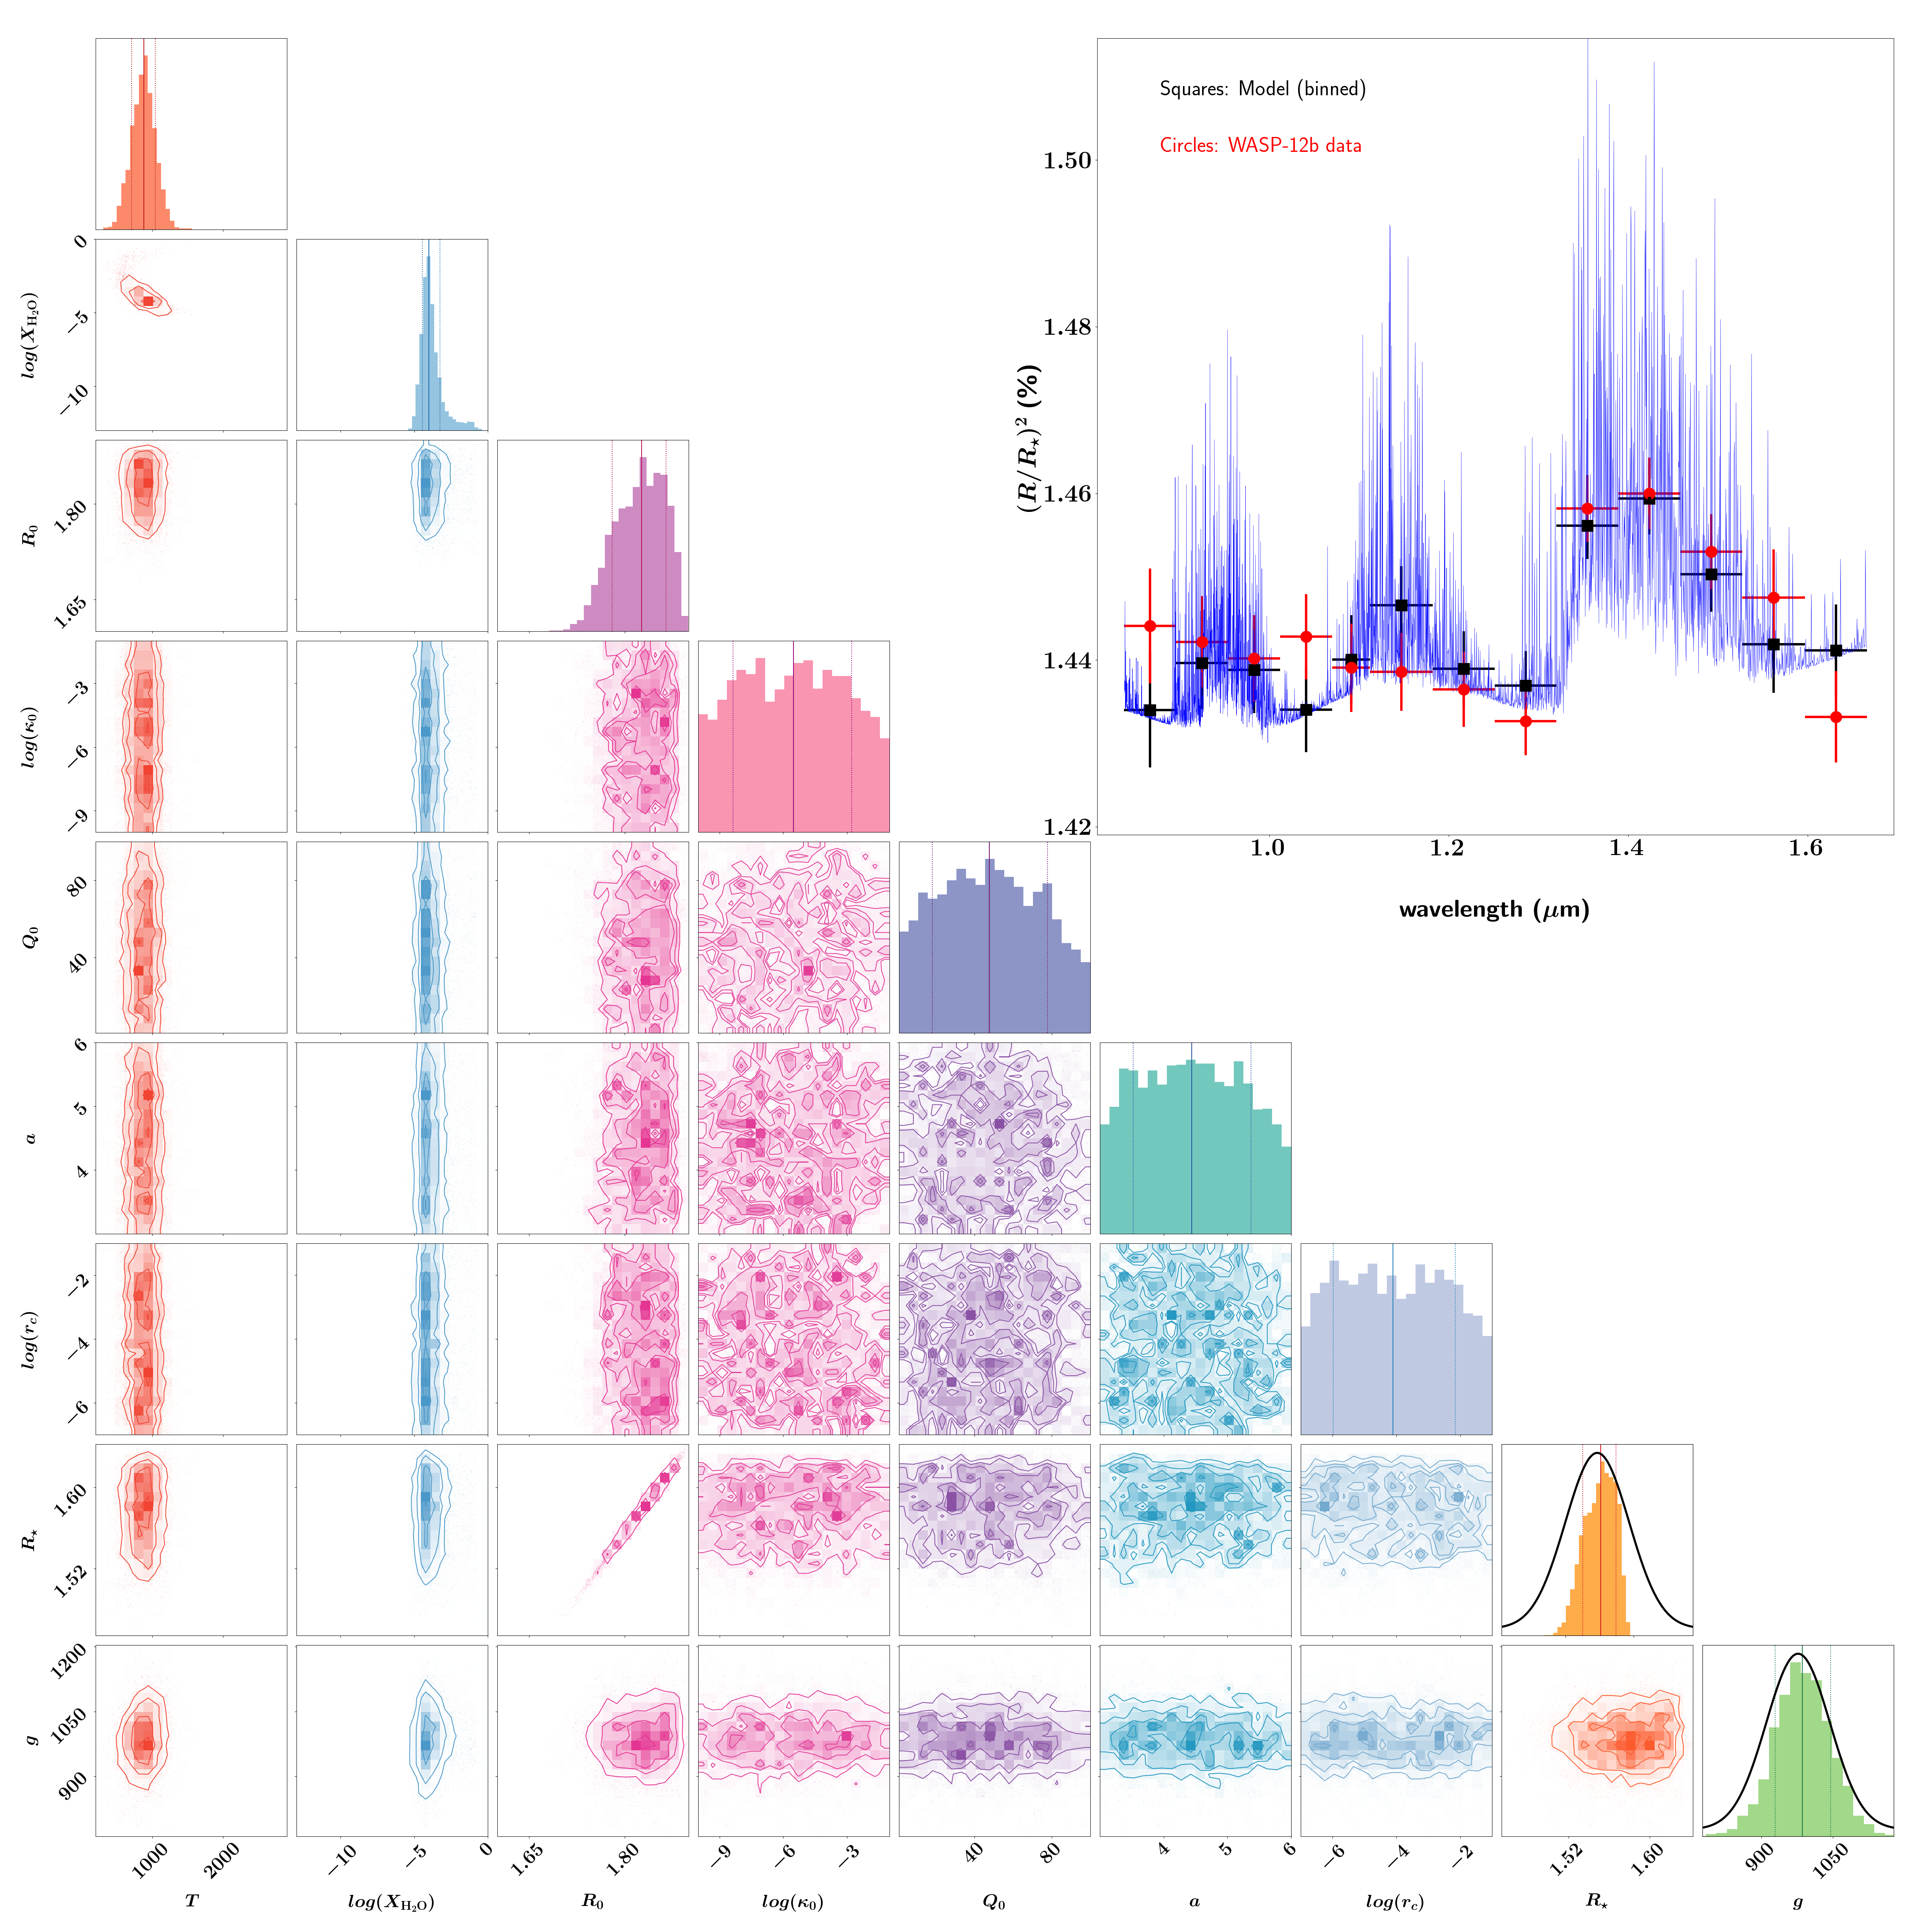 Squares: Model (binned)
Circles: WASP-12b data
1.50
1.48
1.46
1.44
1.42
(R/R⋆)² (%)
1.0 1.2 1.4 1.6
wavelength (μm)
0
−5
−10
log(X_H₂O)
1.80
1.65
R₀
−3
−6
−9
log(κ₀)
80
40
Q₀
6
5
4
a
−2
−4
−6
log(r_c)
1.60
1.52
R⋆
1200
1050
900
g
1000 2000 −10 −5 0 1.65 1.80 −9 −6 −3 40 80 4 5 6 −6 −4 −2 1.52 1.60 900 1050
T log(X_H₂O) R₀ log(κ₀) Q₀ a log(r_c) R⋆ g